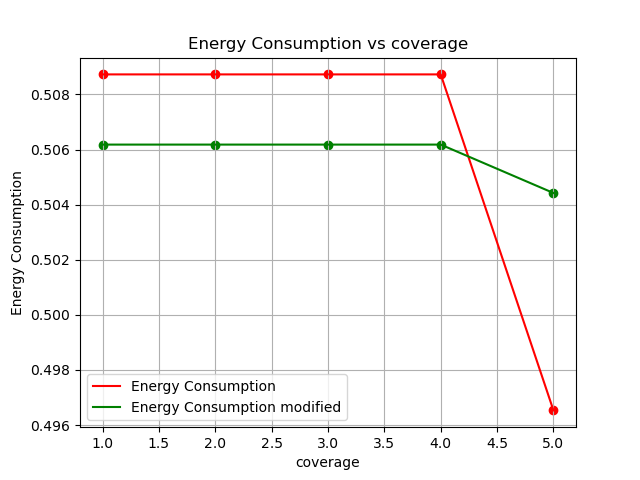 Energy Consumption vs coverage
Energy Consumption
0.508
0.506
0.504
0.502
0.500
0.498
0.496
Energy Consumption
Energy Consumption modified
1.0 1.5 2.0 2.5 3.0 3.5 4.0 4.5 5.0
coverage